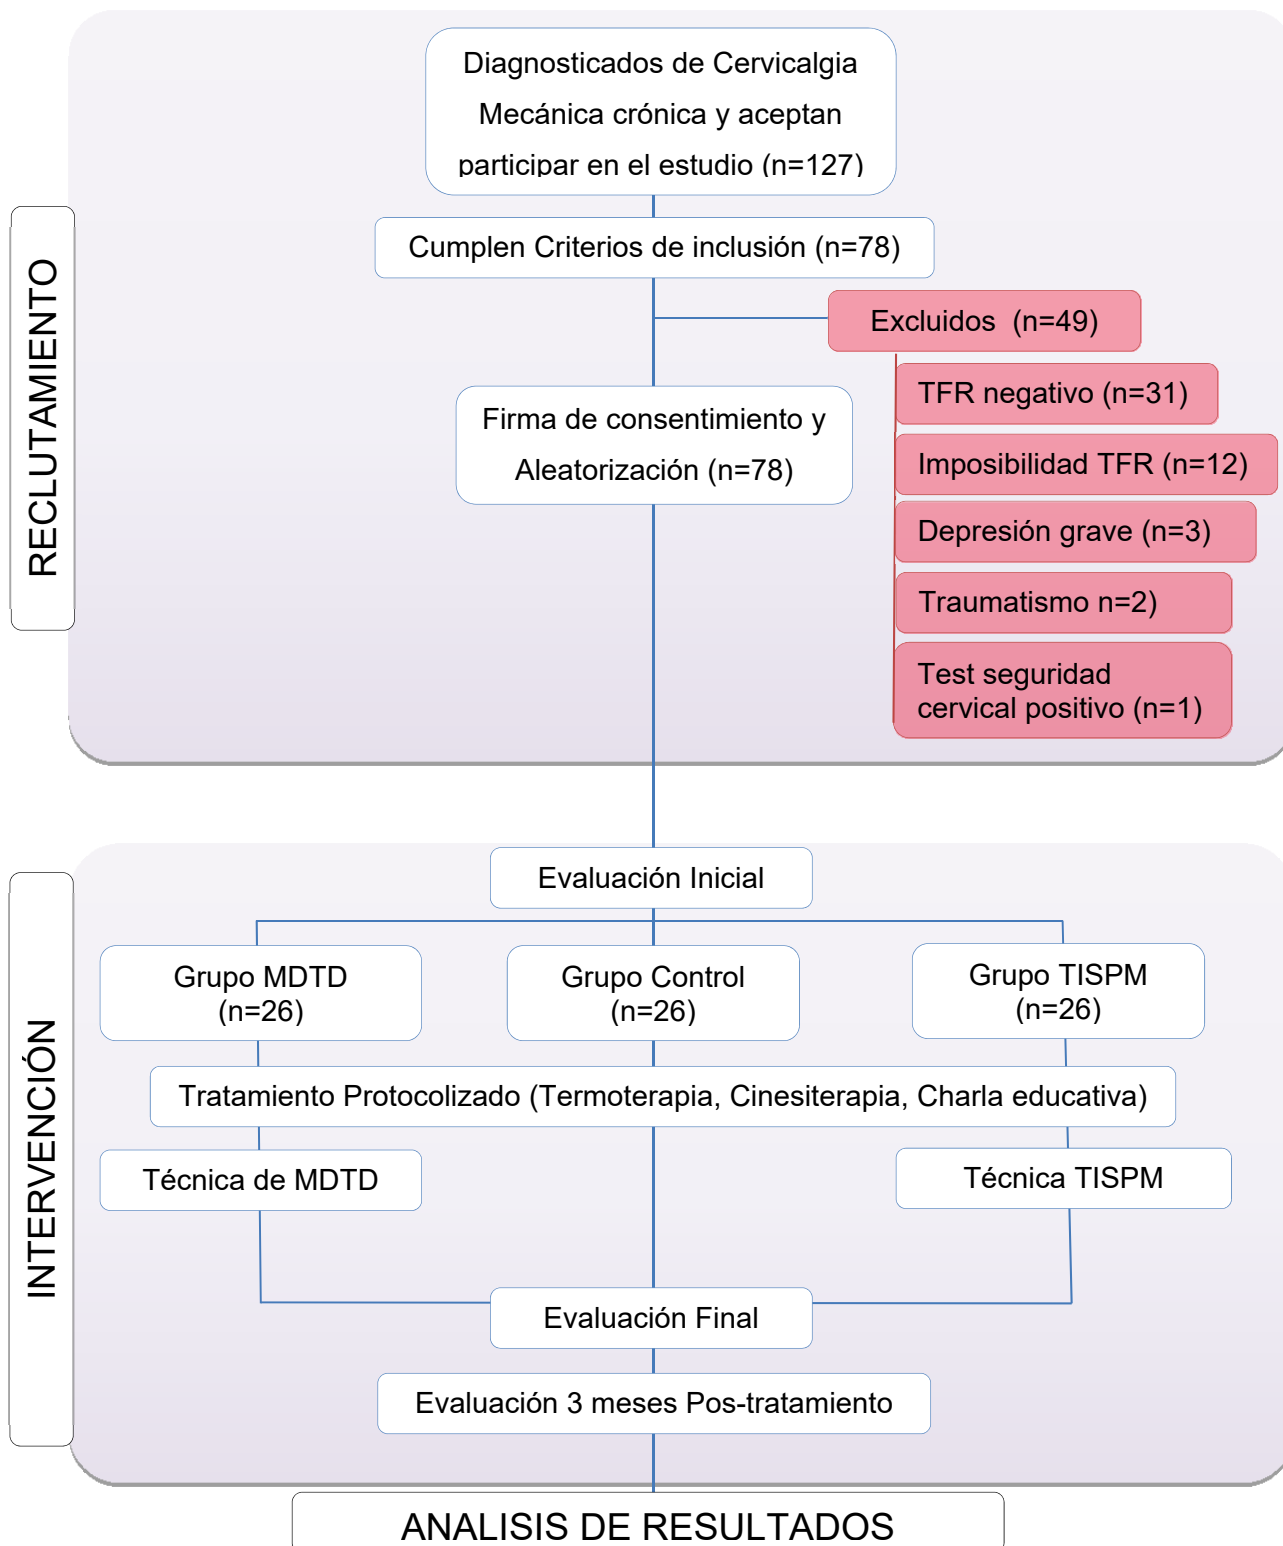 RECLUTAMIENTO
Diagnosticados de Cervicalgia
Mecánica crónica y aceptan
participar en el estudio (n=127)
Cumplen Criterios de inclusión (n=78)
Excluidos (n=49)
Firma de consentimiento y
Aleatorización (n=78)
TFR negativo (n=31)
Imposibilidad TFR (n=12)
Depresión grave (n=3)
Traumatismo n=2)
Test seguridad
cervical positivo (n=1)
INTERVENCIÓN
Evaluación Inicial
Grupo MDTD
(n=26)
Grupo Control
(n=26)
Grupo TISPM
(n=26)
Tratamiento Protocolizado (Termoterapia, Cinesiterapia, Charla educativa)
Técnica de MDTD
Técnica TISPM
Evaluación Final
Evaluación 3 meses Pos-tratamiento
ANALISIS DE RESULTADOS